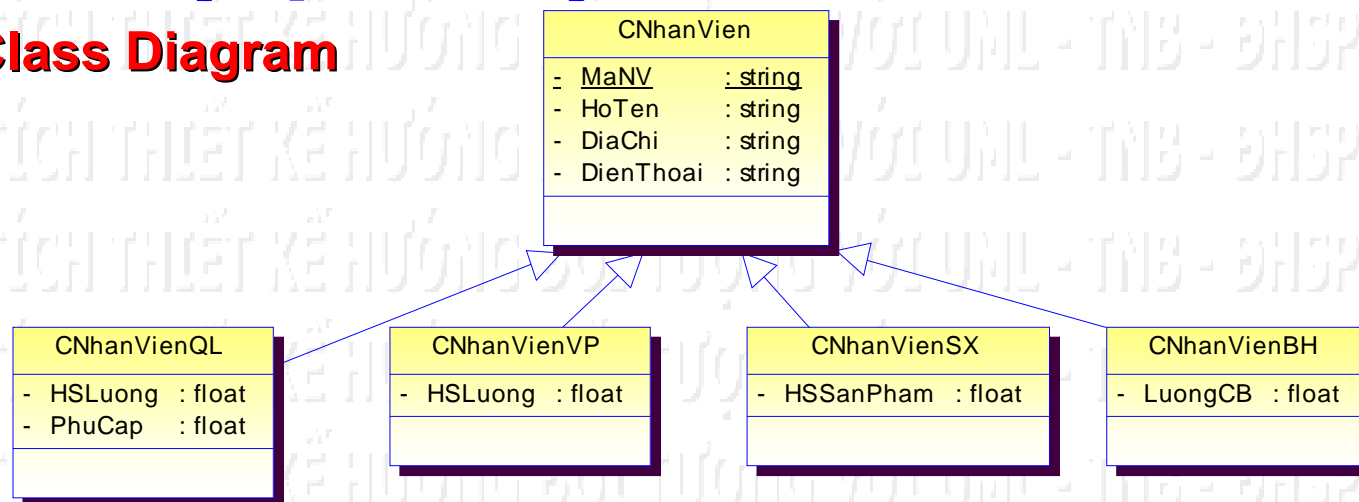 Class Diagram
CNhanVien
- MaNV : string
- HoTen : string
- DiaChi : string
- DienThoai : string
CNhanVienQL
- HSLuong : float
- PhuCap : float
CNhanVienVP
- HSLuong : float
CNhanVienSX
- HSSanPham : float
CNhanVienBH
- LuongCB : float